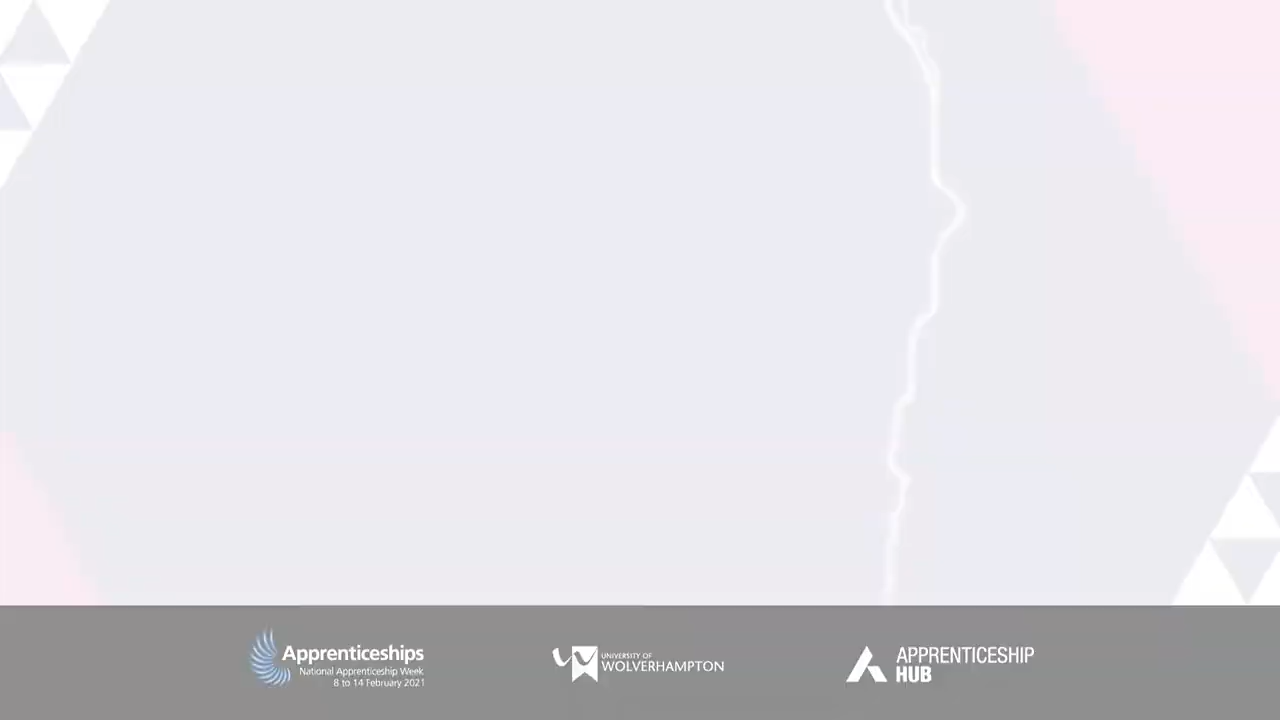 Apprenticeships
National Apprenticeship Week
8 to 14 February 2021
UNIVERSITY OF
WOLVERHAMPTON
APPRENTICESHIP
HUB